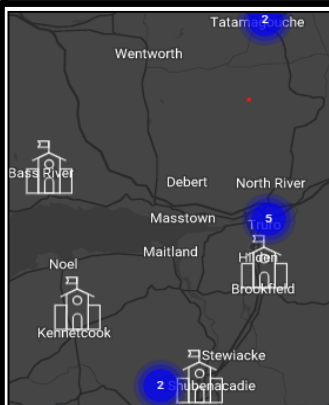 2
Tatamagouche
Wentworth
Bass River
Debert
North River
Masstown
5
Truro
Maitland
Hilden
Noel
Brookfield
Kennetcook
Stewiacke
2
Shubenacadie